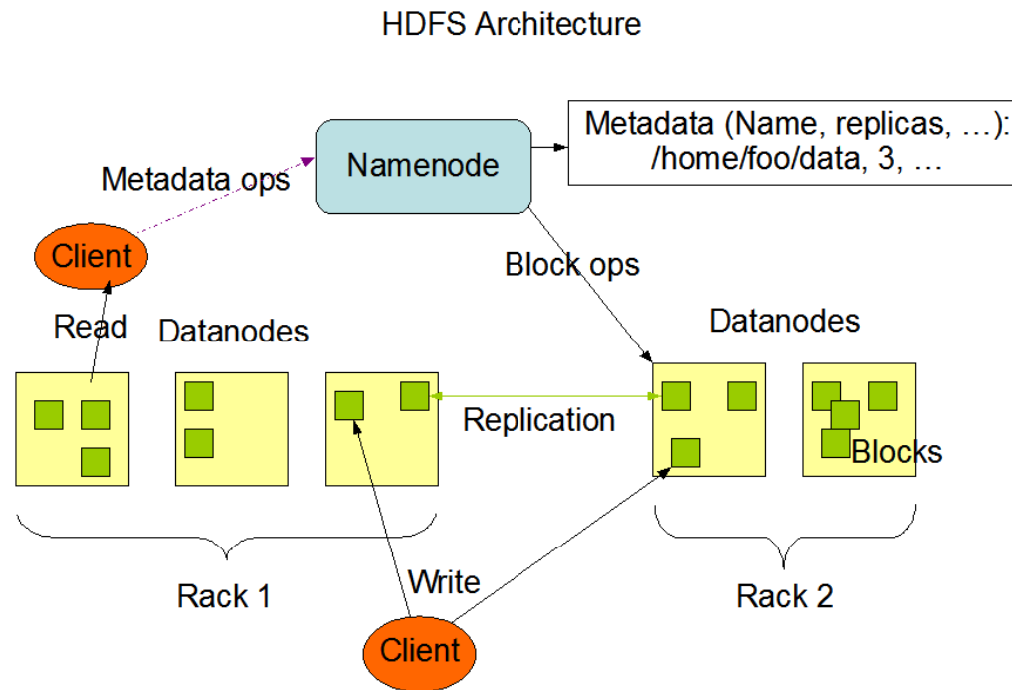 HDFS Architecture
Metadata (Name, replicas, …):
/home/foo/data, 3, …
Namenode
Metadata ops
Client
Block ops
Read
Datanodes
Datanodes
Replication
Blocks
Rack 1
Write
Rack 2
Client